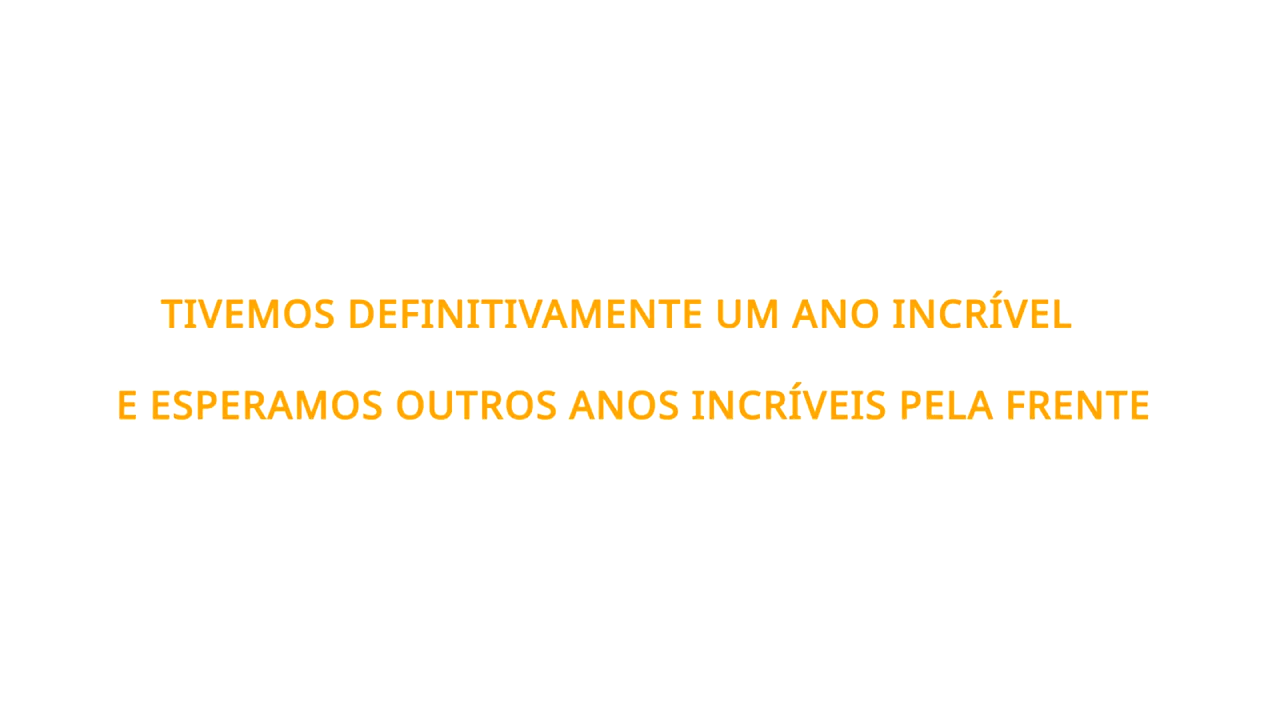 TIVEMOS DEFINITIVAMENTE UM ANO INCRÍVEL
E ESPERAMOS OUTROS ANOS INCRÍVEIS PELA FRENTE